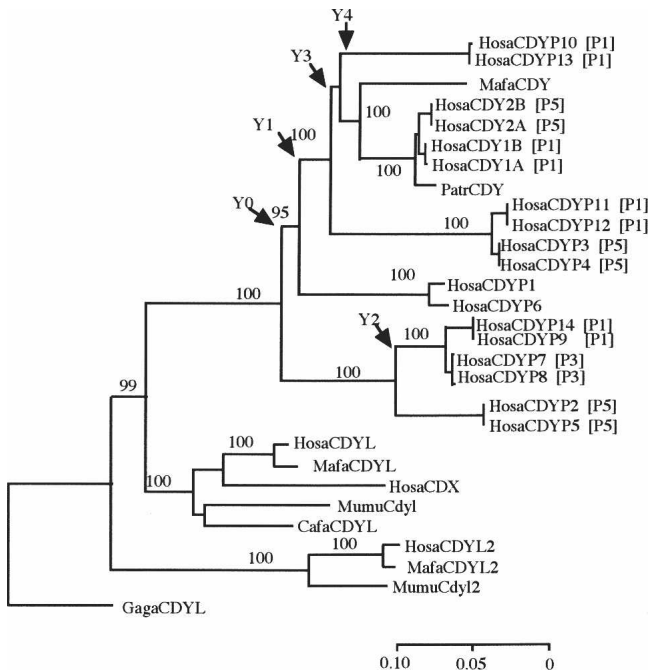 Y4
HosaCDYP10 [P1]
HosaCDYP13 [P1]
Y3
MafaCDY
100
HosaCDY2B [P5]
HosaCDY2A [P5]
Y1
100
HosaCDY1B [P1]
HosaCDY1A [P1]
100
PatrCDY
Y0
95
HosaCDYP11 [P1]
HosaCDYP12 [P1]
100
HosaCDYP3 [P5]
HosaCDYP4 [P5]
100
HosaCDYP1
100
HosaCDYP6
Y2
100
HosaCDYP14 [P1]
HosaCDYP9 [P1]
HosaCDYP7 [P3]
100
HosaCDYP8 [P3]
99
HosaCDYP2 [P5]
HosaCDYP5 [P5]
100
HosaCDYL
MafaCDYL
100
HosaCDX
MumuCdyl
CafaCDYL
100
HosaCDYL2
100
MafaCDYL2
MumuCdyl2
GagaCDYL
0.10 0.05 0